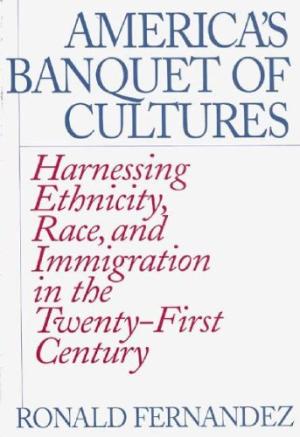 AMERICA'S
BANQUET OF
CULTURES
Harnessing
Ethnicity,
Race, and
Immigration
in the
Twenty-First
Century
RONALD FERNANDEZ